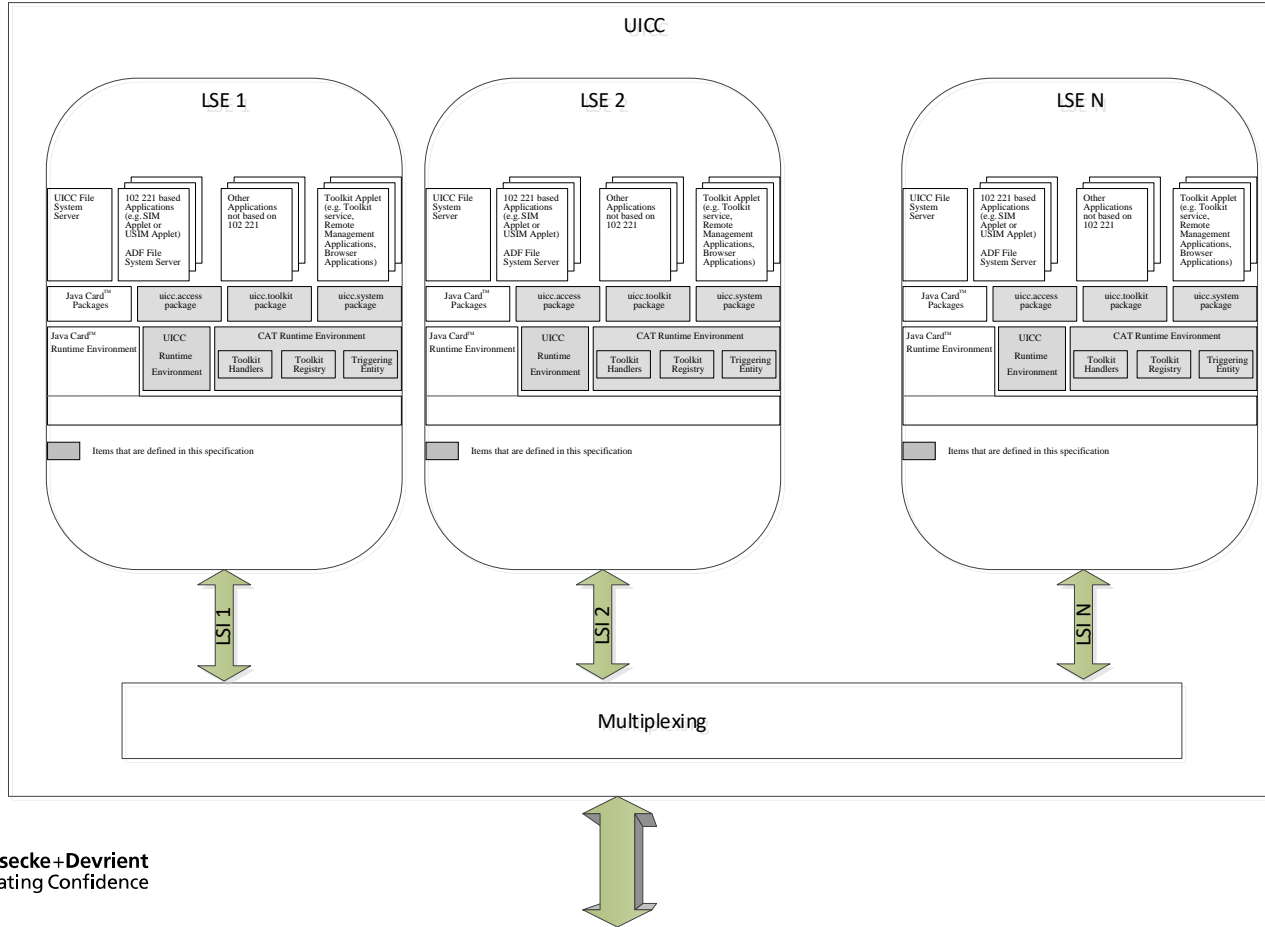 UICC
LSE 1
UICC File
System
Server
102 221 based
Applications
(e.g. SIM
Applet or
USIM Applet)
ADF File
System Server
Other
Applications
not based on
102 221
Toolkit Applet
(e.g. Toolkit
service,
Remote
Management
Applications,
Browser
Applications)
Java Card™
Packages
uicc.access
package
uicc.toolkit
package
uicc.system
package
Java Card™
Runtime Environment
UICC
Runtime
Environment
CAT Runtime Environment
Toolkit
Handlers
Toolkit
Registry
Triggering
Entity
Items that are defined in this specification
LSE 2
UICC File
System
Server
102 221 based
Applications
(e.g. SIM
Applet or
USIM Applet)
ADF File
System Server
Other
Applications
not based on
102 221
Toolkit Applet
(e.g. Toolkit
service,
Remote
Management
Applications,
Browser
Applications)
Java Card™
Packages
uicc.access
package
uicc.toolkit
package
uicc.system
package
Java Card™
Runtime Environment
UICC
Runtime
Environment
CAT Runtime Environment
Toolkit
Handlers
Toolkit
Registry
Triggering
Entity
Items that are defined in this specification
LSE N
UICC File
System
Server
102 221 based
Applications
(e.g. SIM
Applet or
USIM Applet)
ADF File
System Server
Other
Applications
not based on
102 221
Toolkit Applet
(e.g. Toolkit
service,
Remote
Management
Applications,
Browser
Applications)
Java Card™
Packages
uicc.access
package
uicc.toolkit
package
uicc.system
package
Java Card™
Runtime Environment
UICC
Runtime
Environment
CAT Runtime Environment
Toolkit
Handlers
Toolkit
Registry
Triggering
Entity
Items that are defined in this specification
LSI 1
LSI 2
LSI N
Multiplexing
secke+Devrient
ating Confidence